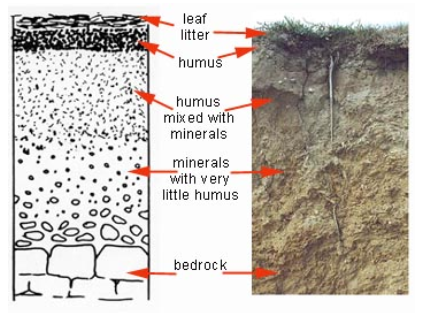 leaf
litter
humus
humus
mixed with
minerals
minerals
with very
little humus
bedrock